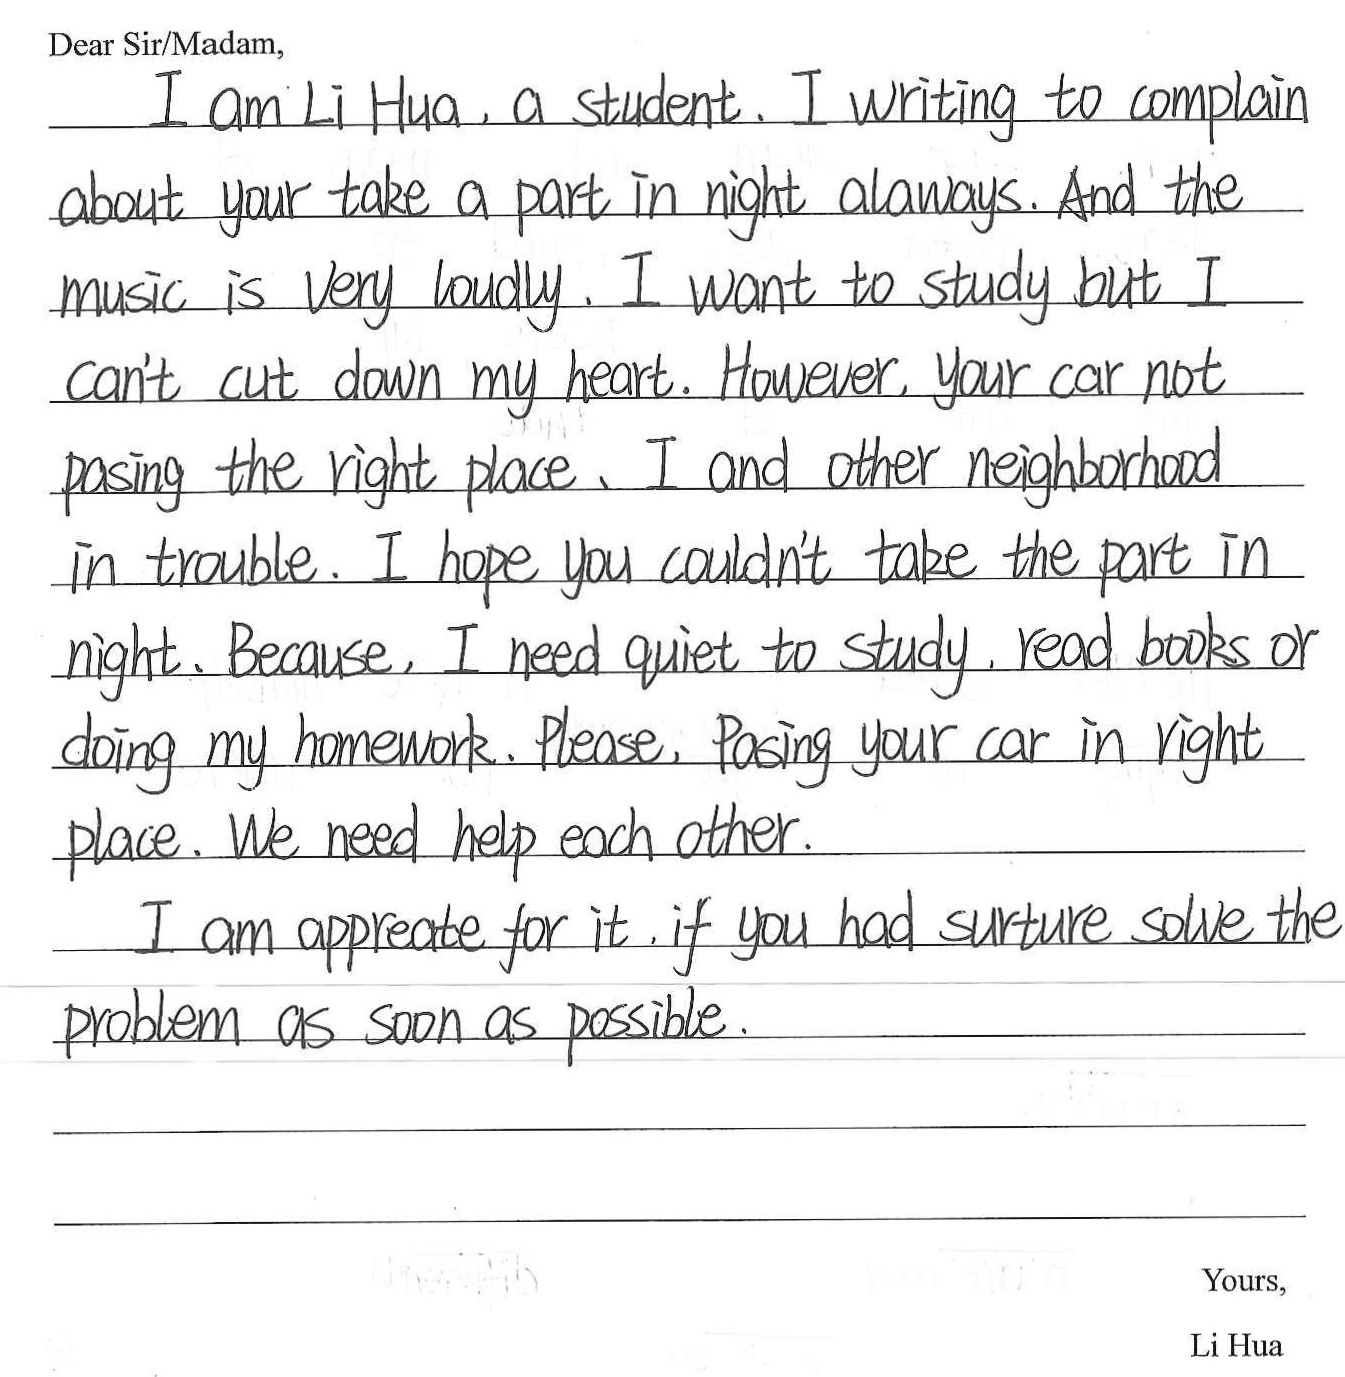 Dear Sir/Madam,
I am Li Hua, a student. I writing to complain
about your take a part in night alaways. And the
music is very loudly. I want to study but I
can't cut down my heart. However, your car not
pasing the right place, I and other neighborhood
in trouble. I hope you couldn't take the part in
night. Because, I need quiet to study, read books or
doing my homework. Please, Pasing your car in right
place. We need help each other.
I am appreate for it, if you had surture solve the
problem as soon as possible.
Yours,
Li Hua